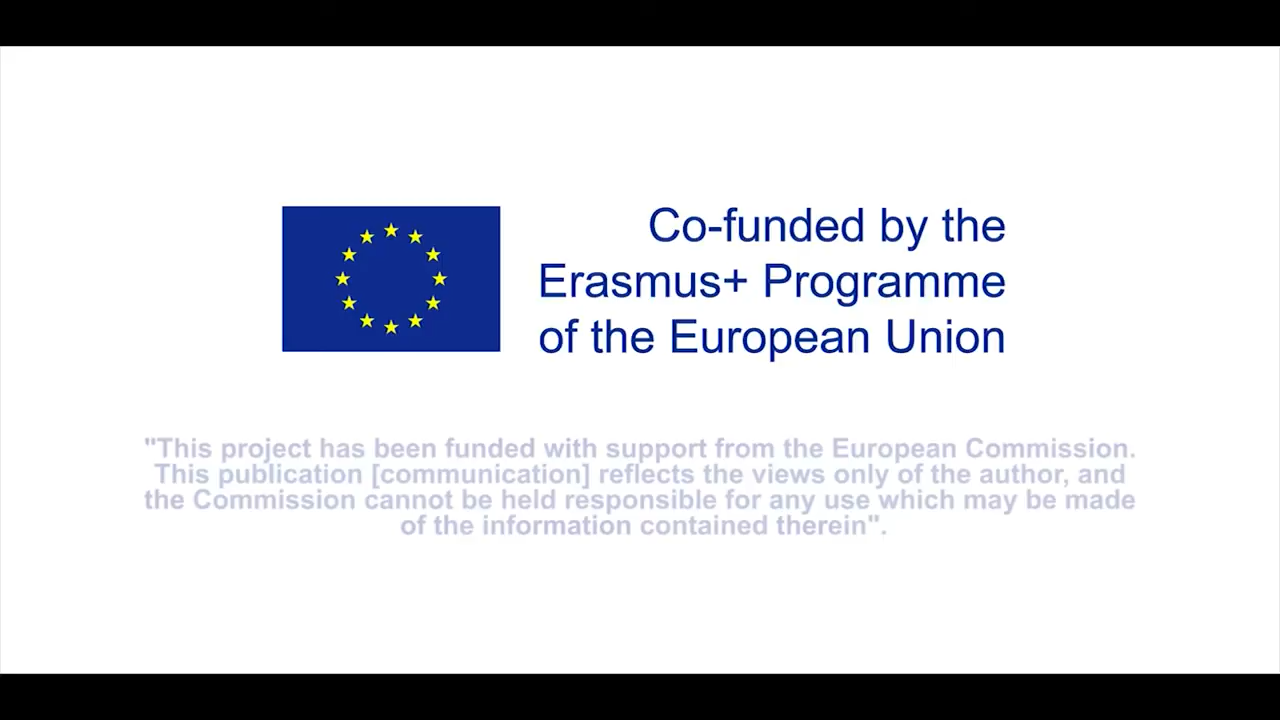 Co-funded by the
Erasmus+ Programme
of the European Union
"This project has been funded with support from the European Commission.
This publication [communication] reflects the views only of the author, and
the Commission cannot be held responsible for any use which may be made
of the information contained therein".